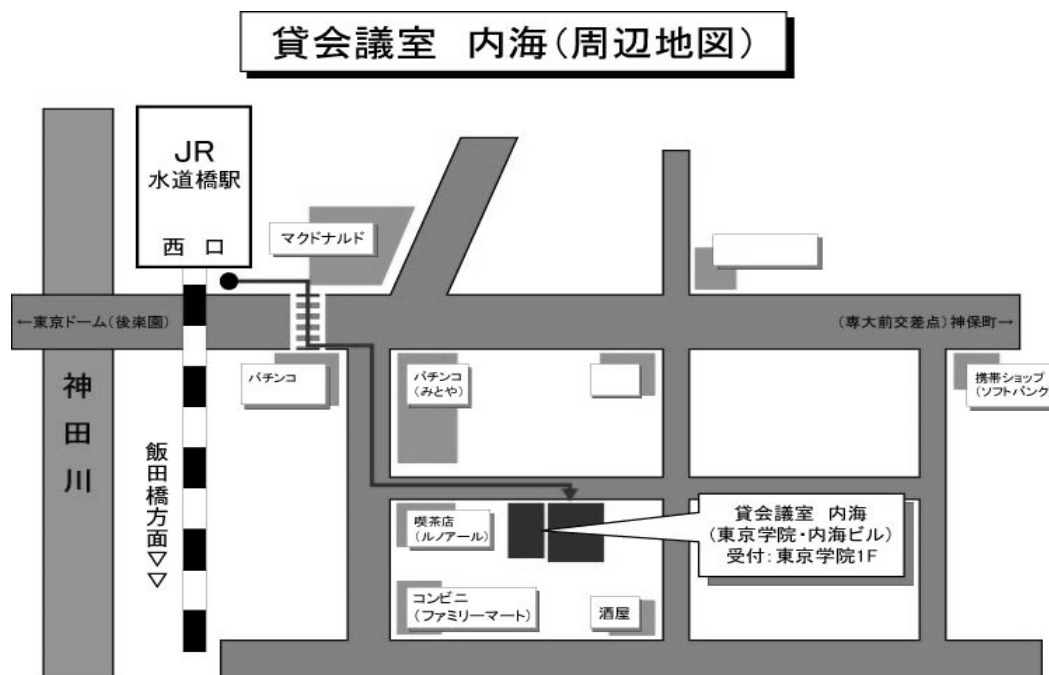 貸会議室 内海(周辺地図)
JR
水道橋駅
西 口
マクドナルド
←東京ドーム(後楽園)
(専大前交差点)神保町→
パチンコ
パチンコ
(みとや)
携帯ショップ
(ソフトバンク)
神田川
飯田橋方面▽▽
喫茶店
(ルノアール)
貸会議室 内海
(東京学院・内海ビル)
受付:東京学院1F
コンビニ
(ファミリーマート)
酒屋